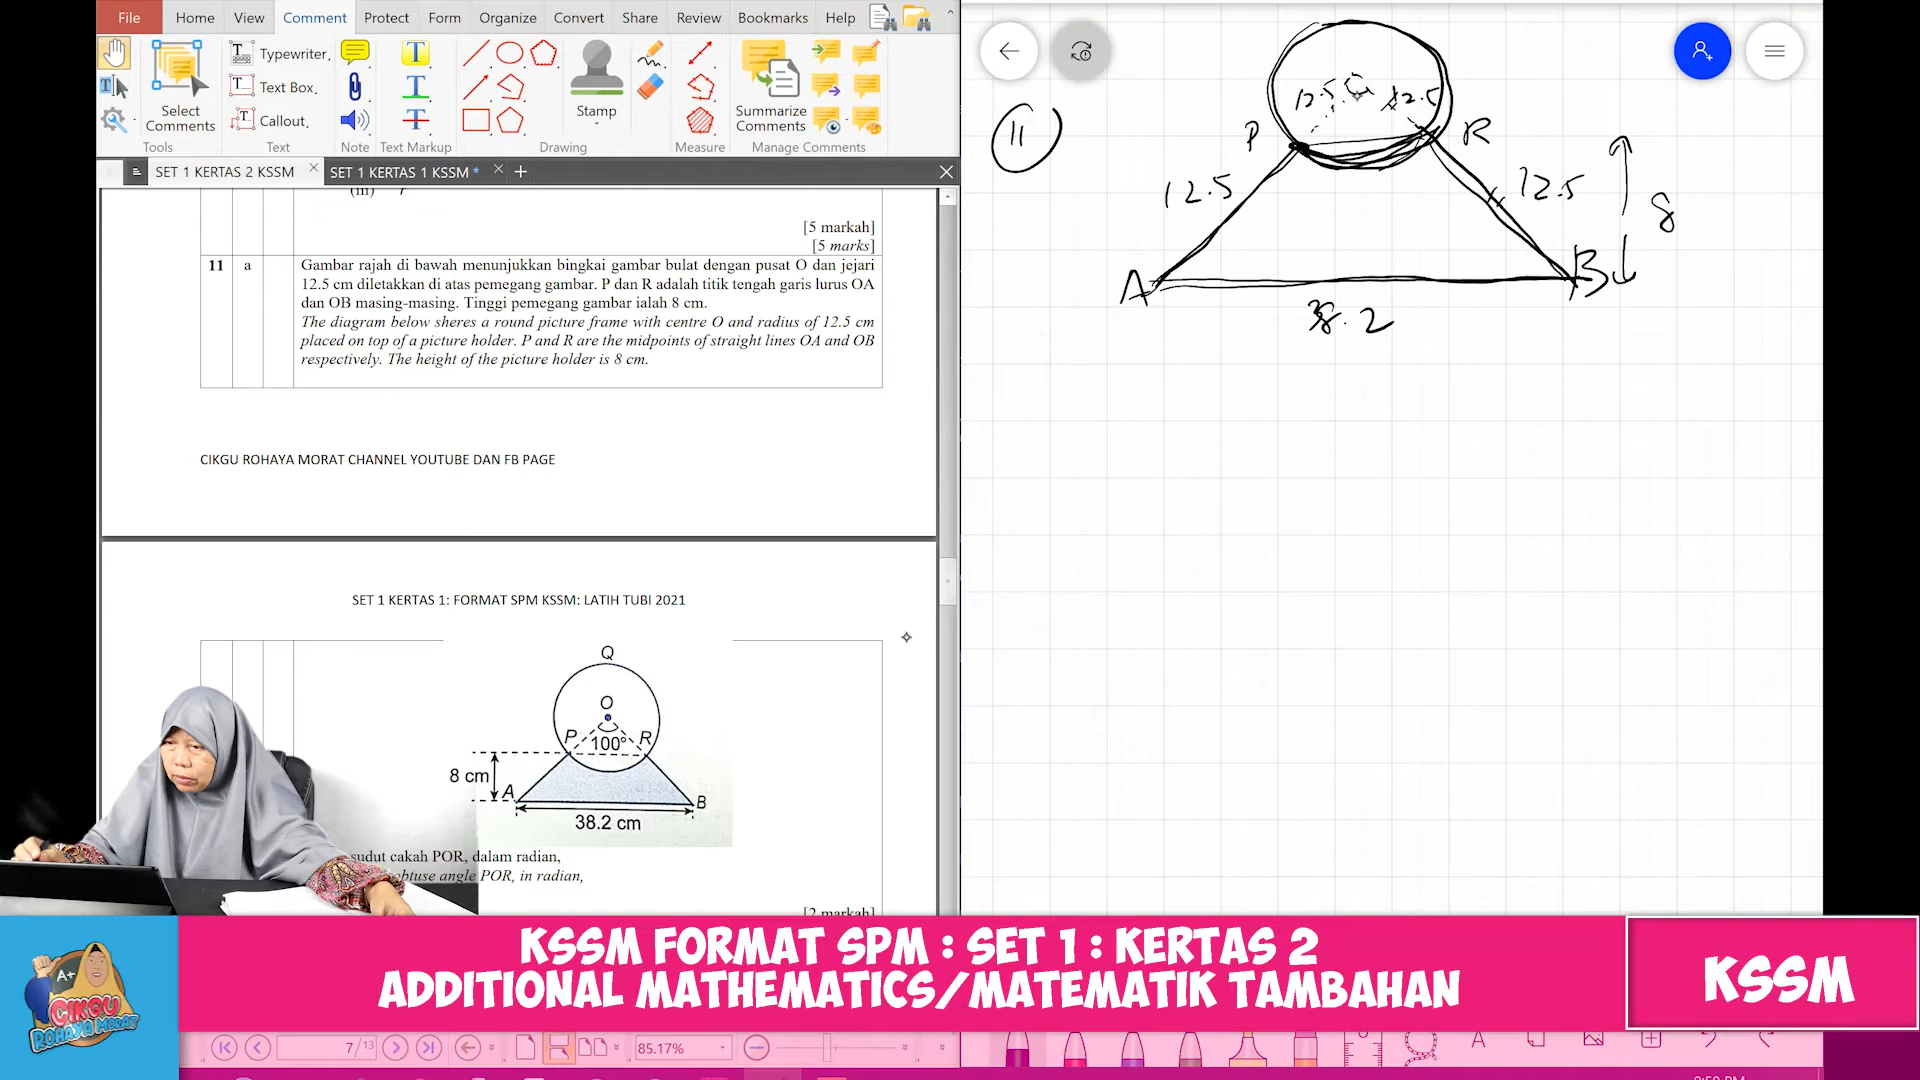 File Home View Comment Protect Form Organize Convert Share Review Bookmarks Help
Typewriter
Text Box
Callout
Select Comments
Stamp
Summarize Comments
Tools Text Note Text Markup Drawing Measure Manage Comments
SET 1 KERTAS 2 KSSM
SET 1 KERTAS 1 KSSM *
(iii) r
[5 markah]
[5 marks]
11 a Gambar rajah di bawah menunjukkan bingkai gambar bulat dengan pusat O dan jejari
12.5 cm diletakkan di atas pemegang gambar. P dan R adalah titik tengah garis lurus OA
dan OB masing-masing. Tinggi pemegang gambar ialah 8 cm.
The diagram below sheres a round picture frame with centre O and radius of 12.5 cm
placed on top of a picture holder. P and R are the midpoints of straight lines OA and OB
respectively. The height of the picture holder is 8 cm.
CIKGU ROHAYA MORAT CHANNEL YOUTUBE DAN FB PAGE
SET 1 KERTAS 1: FORMAT SPM KSSM: LATIH TUBI 2021
Q
O
P 100° R
8 cm
A B
38.2 cm
sudut cakah POR, dalam radian,
obtuse angle POR, in radian,
[2 markah]
11
12.5 12.5
P R
12.5 12.5
8
A B
38.2
KSSM FORMAT SPM : SET 1 : KERTAS 2
ADDITIONAL MATHEMATICS/MATEMATIK TAMBAHAN
KSSM
A+
CIKGU
ROHAYA MORAT
7 / 13
85.17%